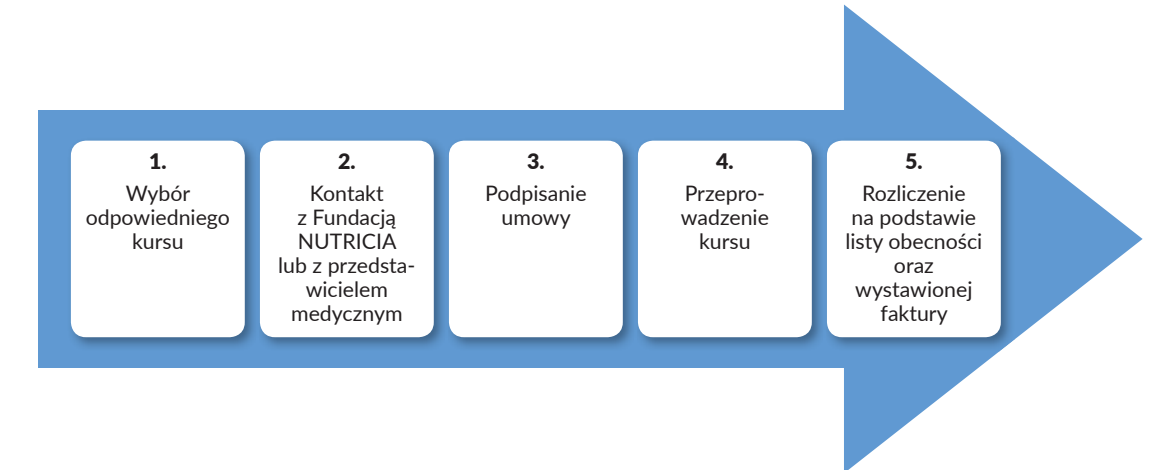 1.
Wybór
odpowiedniego
kursu
2.
Kontakt
z Fundacją
NUTRICIA
lub z przedsta-
wicielem
medycznym
3.
Podpisanie
umowy
4.
Przepro-
wadzenie
kursu
5.
Rozliczenie
na podstawie
listy obecności
oraz
wystawionej
faktury